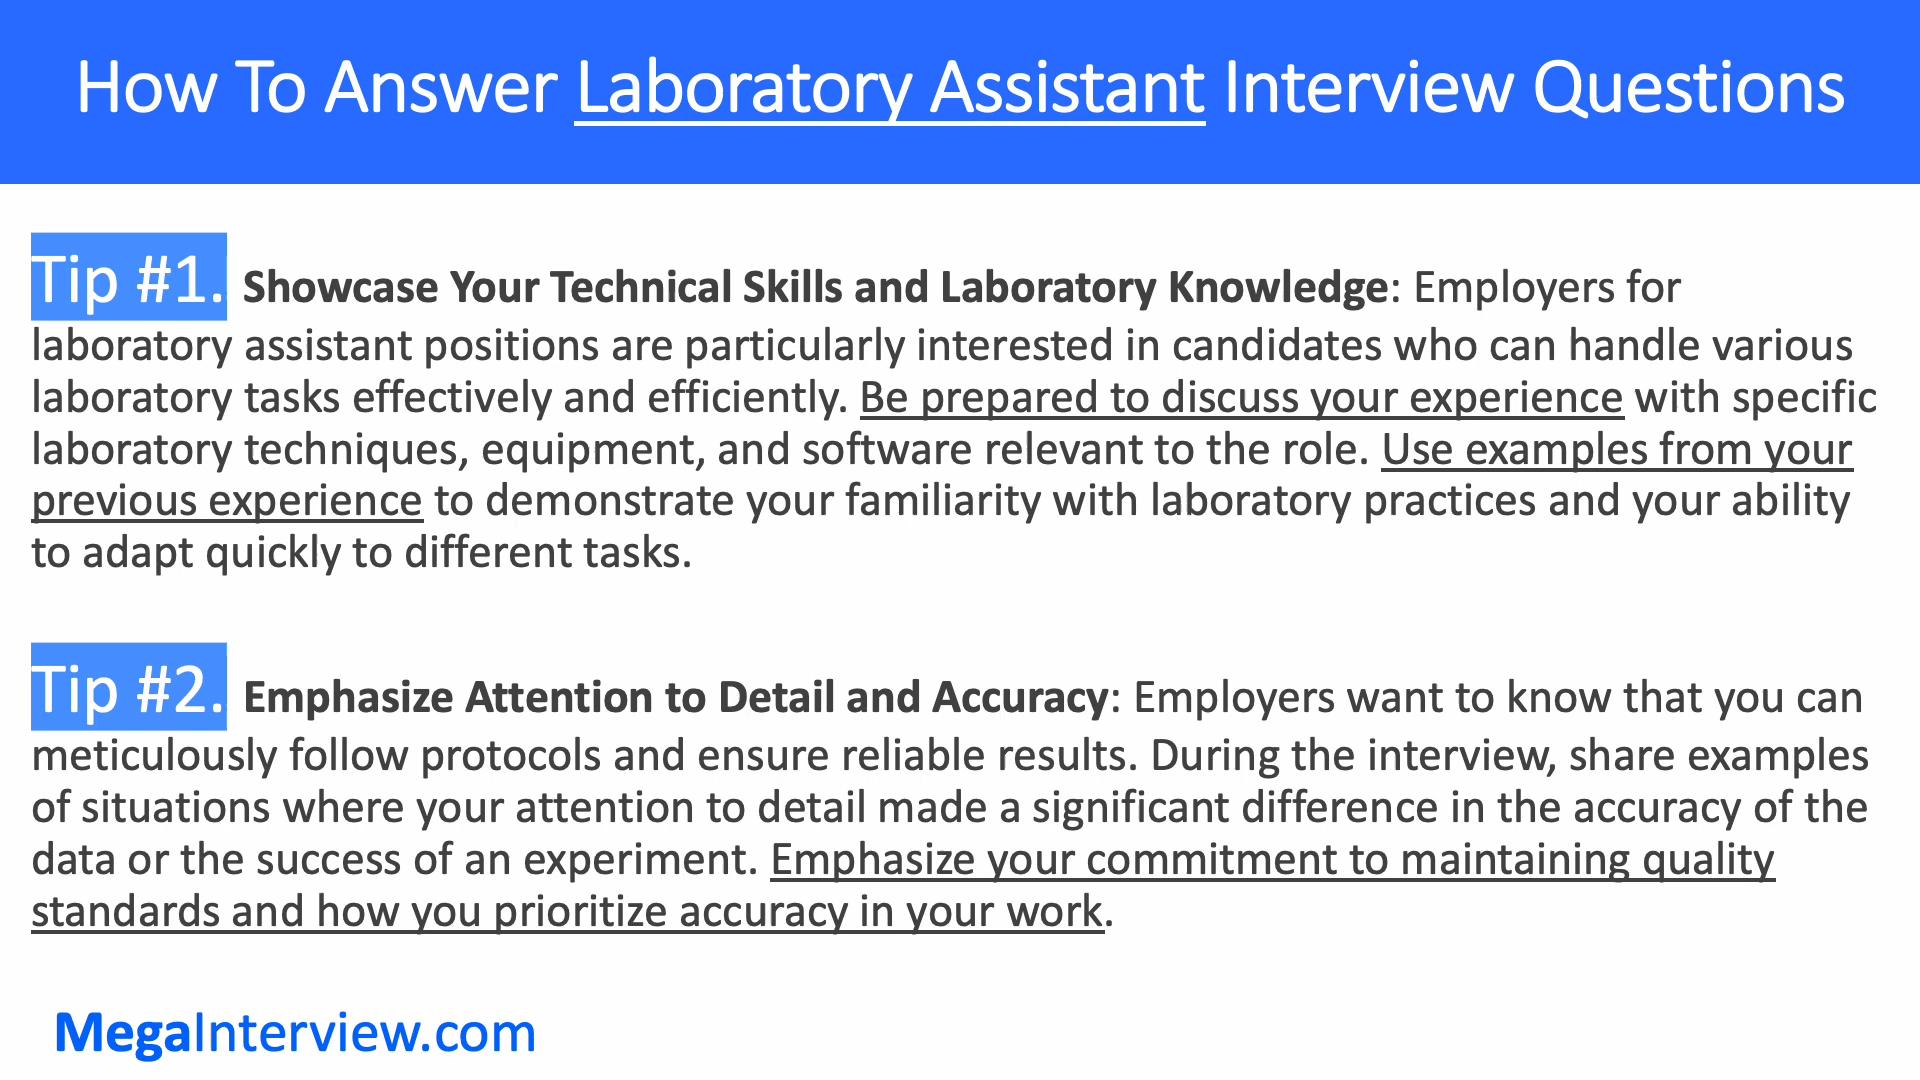 How To Answer Laboratory Assistant Interview Questions
Tip #1. Showcase Your Technical Skills and Laboratory Knowledge: Employers for
laboratory assistant positions are particularly interested in candidates who can handle various
laboratory tasks effectively and efficiently. Be prepared to discuss your experience with specific
laboratory techniques, equipment, and software relevant to the role. Use examples from your
previous experience to demonstrate your familiarity with laboratory practices and your ability
to adapt quickly to different tasks.
Tip #2. Emphasize Attention to Detail and Accuracy: Employers want to know that you can
meticulously follow protocols and ensure reliable results. During the interview, share examples
of situations where your attention to detail made a significant difference in the accuracy of the
data or the success of an experiment. Emphasize your commitment to maintaining quality
standards and how you prioritize accuracy in your work.
MegaInterview.com